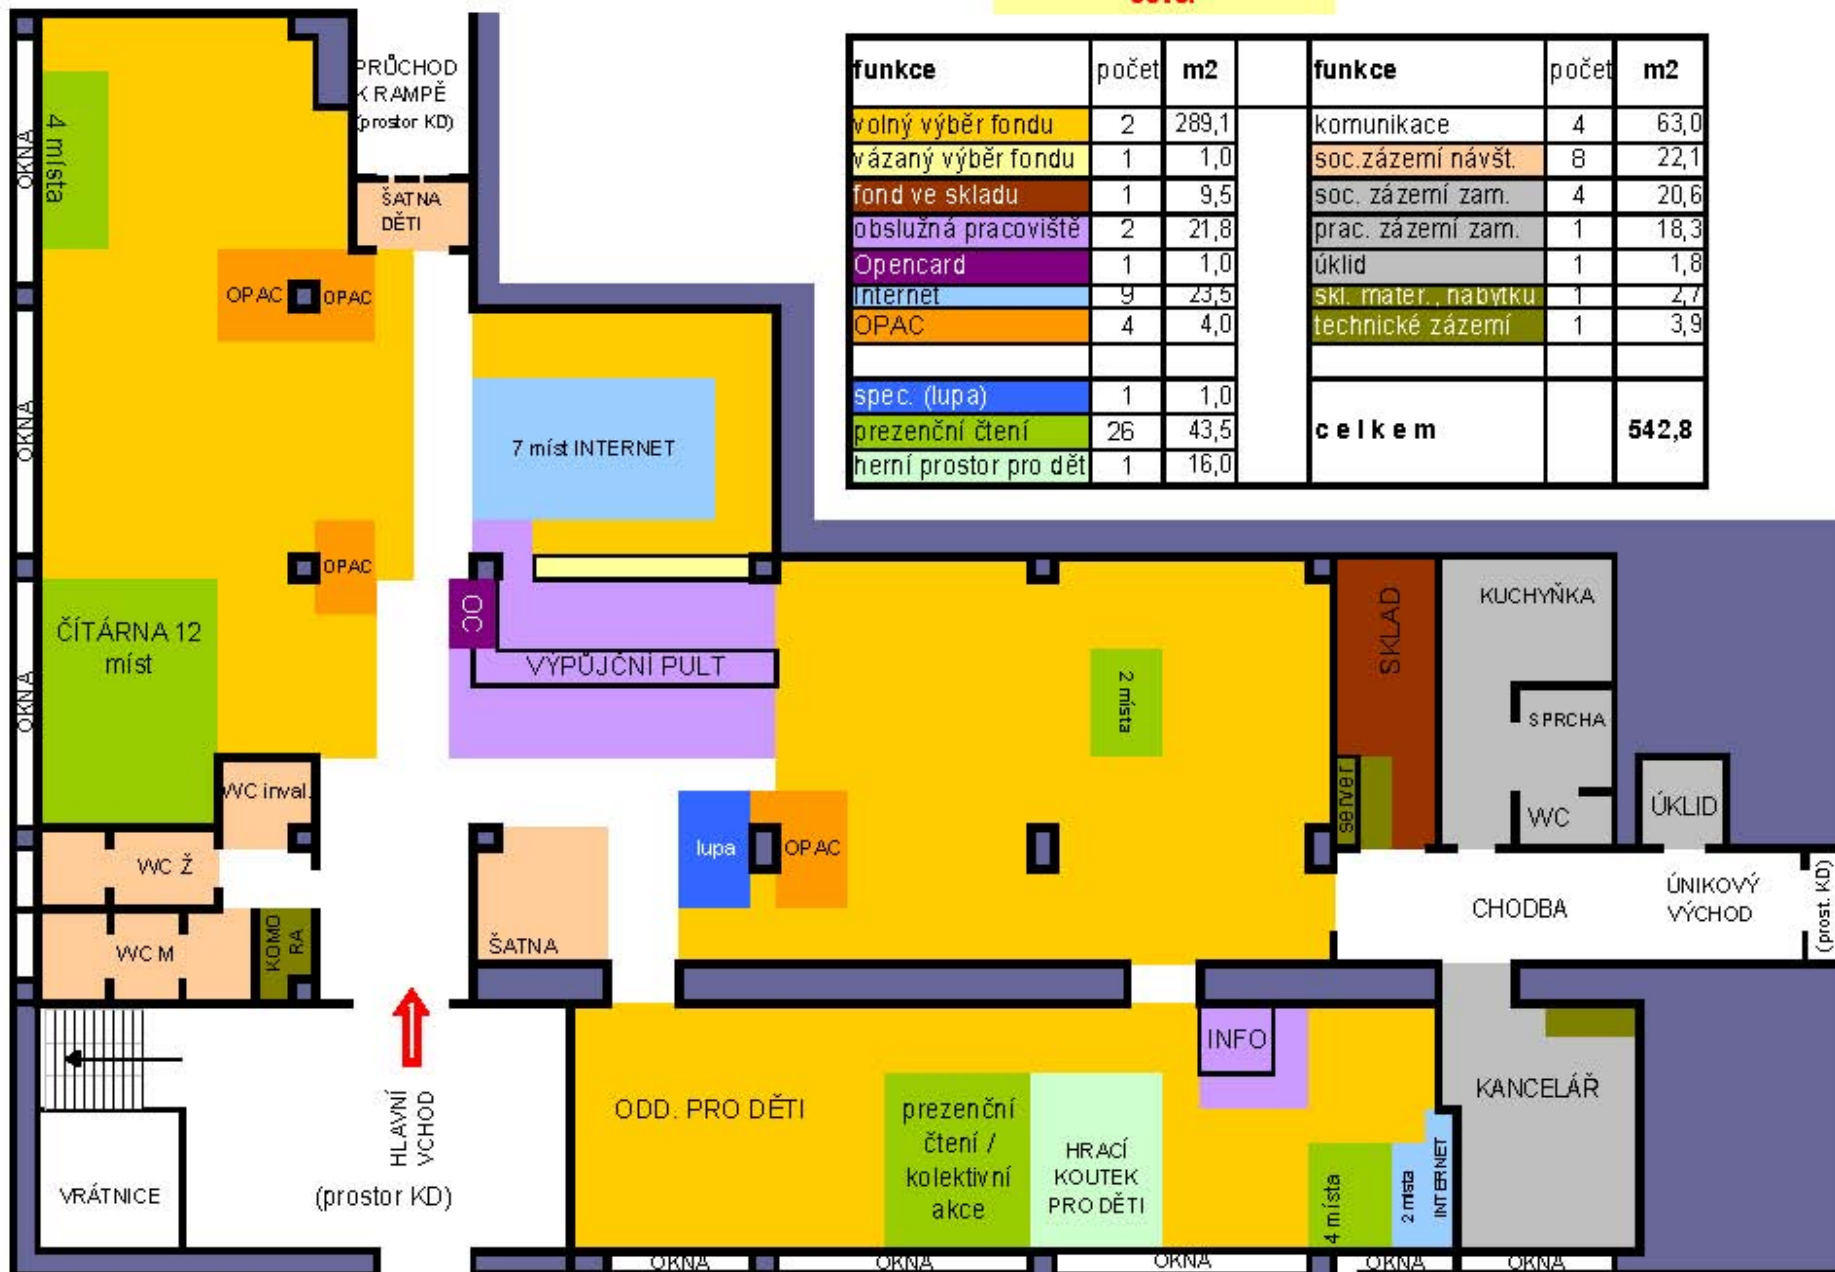 funkce počet m2 funkce počet m2
volný výběr fondu 2 289,1 komunikace 4 63,0
vázaný výběr fondu 1 1,0 soc.zázemí návšt. 8 22,1
fond ve skladu 1 9,5 soc. zázemí zam. 4 20,6
obslužná pracoviště 2 21,8 prac. zázemí zam. 1 18,3
Opencard 1 1,0 úklid 1 1,8
Internet 9 23,5 skl. mater., nábytku 1 2,7
OPAC 4 4,0 technické zázemí 1 3,9
spec. (lupa) 1 1,0
prezenční čtení 26 43,5 celkem 542,8
herní prostor pro dět 1 16,0
PRŮCHOD
K RAMPĚ
(prostor KD)
OKNA
4 místa
ŠATNA
DĚTI
OPAC OPAC
OKNA
7 míst INTERNET
OPAC
OC
ČÍTÁRNA 12
míst
OKNA
VÝPŮJČNÍ PULT
2 místa
SKLAD
KUCHYŇKA
SPRCHA
WC
ÚKLID
server
WC inval.
WC Ž
WC M
KOMO
RA
ŠATNA
lupa
OPAC
CHODBA
ÚNIKOVÝ
VÝCHOD
(prost. KD)
HLAVNÍ
VCHOD
(prostor KD)
VRÁTNICE
ODD. PRO DĚTI
prezenční
čtení /
kolektivní
akce
HRACÍ
KOUTEK
PRO DĚTI
INFO
4 místa
2 místa
INTERNET
KANCELÁŘ
OKNA
OKNA
OKNA
OKNA
OKNA